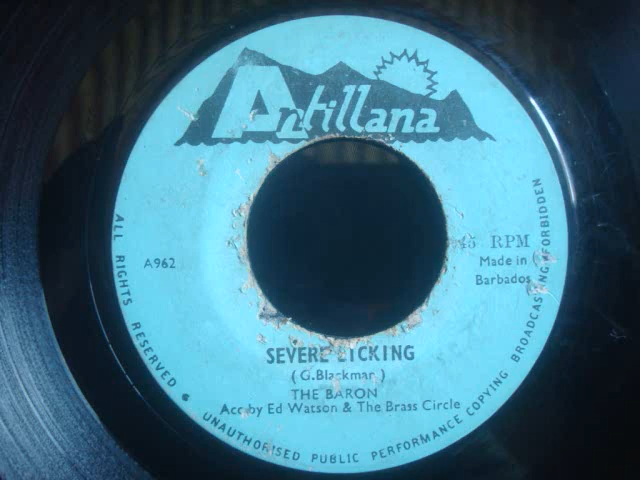 Antillana
45 RPM
A962
Made in
Barbados
SEVERE LICKING
(G.Blackman)
THE BARON
Acc by Ed Watson & The Brass Circle
ALL RIGHTS RESERVED & UNAUTHORISED PUBLIC PERFORMANCE COPYING BROADCASTING FORBIDDEN